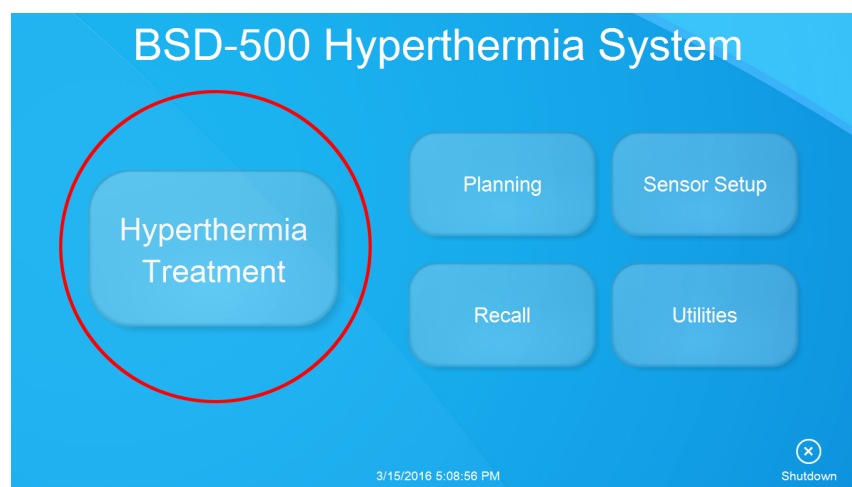 BSD-500 Hyperthermia System
Hyperthermia
Treatment
Planning
Sensor Setup
Recall
Utilities
3/15/2016 5:08:56 PM
Shutdown